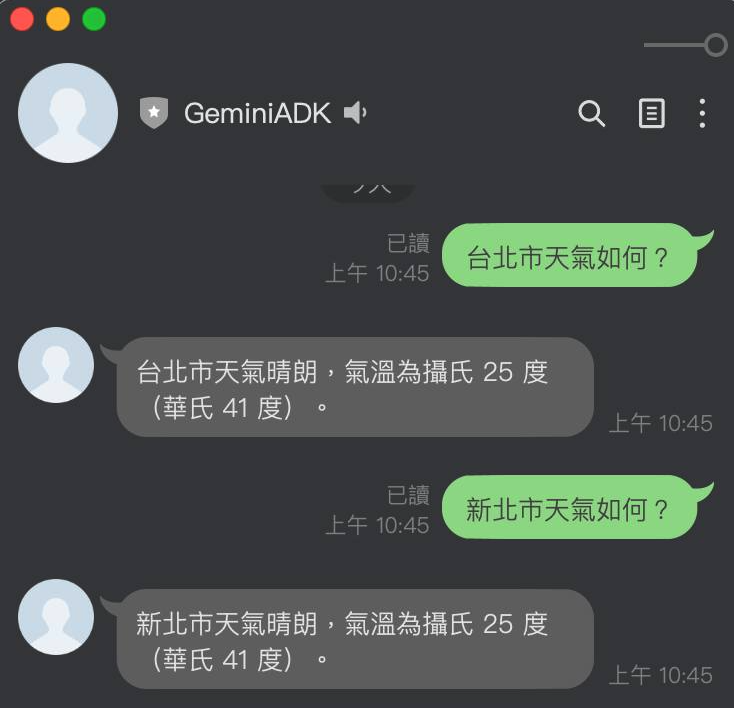 GeminiADK
已讀
上午 10:45
台北市天氣如何？
台北市天氣晴朗，氣溫為攝氏 25 度
（華氏 41 度）。
上午 10:45
已讀
上午 10:45
新北市天氣如何？
新北市天氣晴朗，氣溫為攝氏 25 度
（華氏 41 度）。
上午 10:45